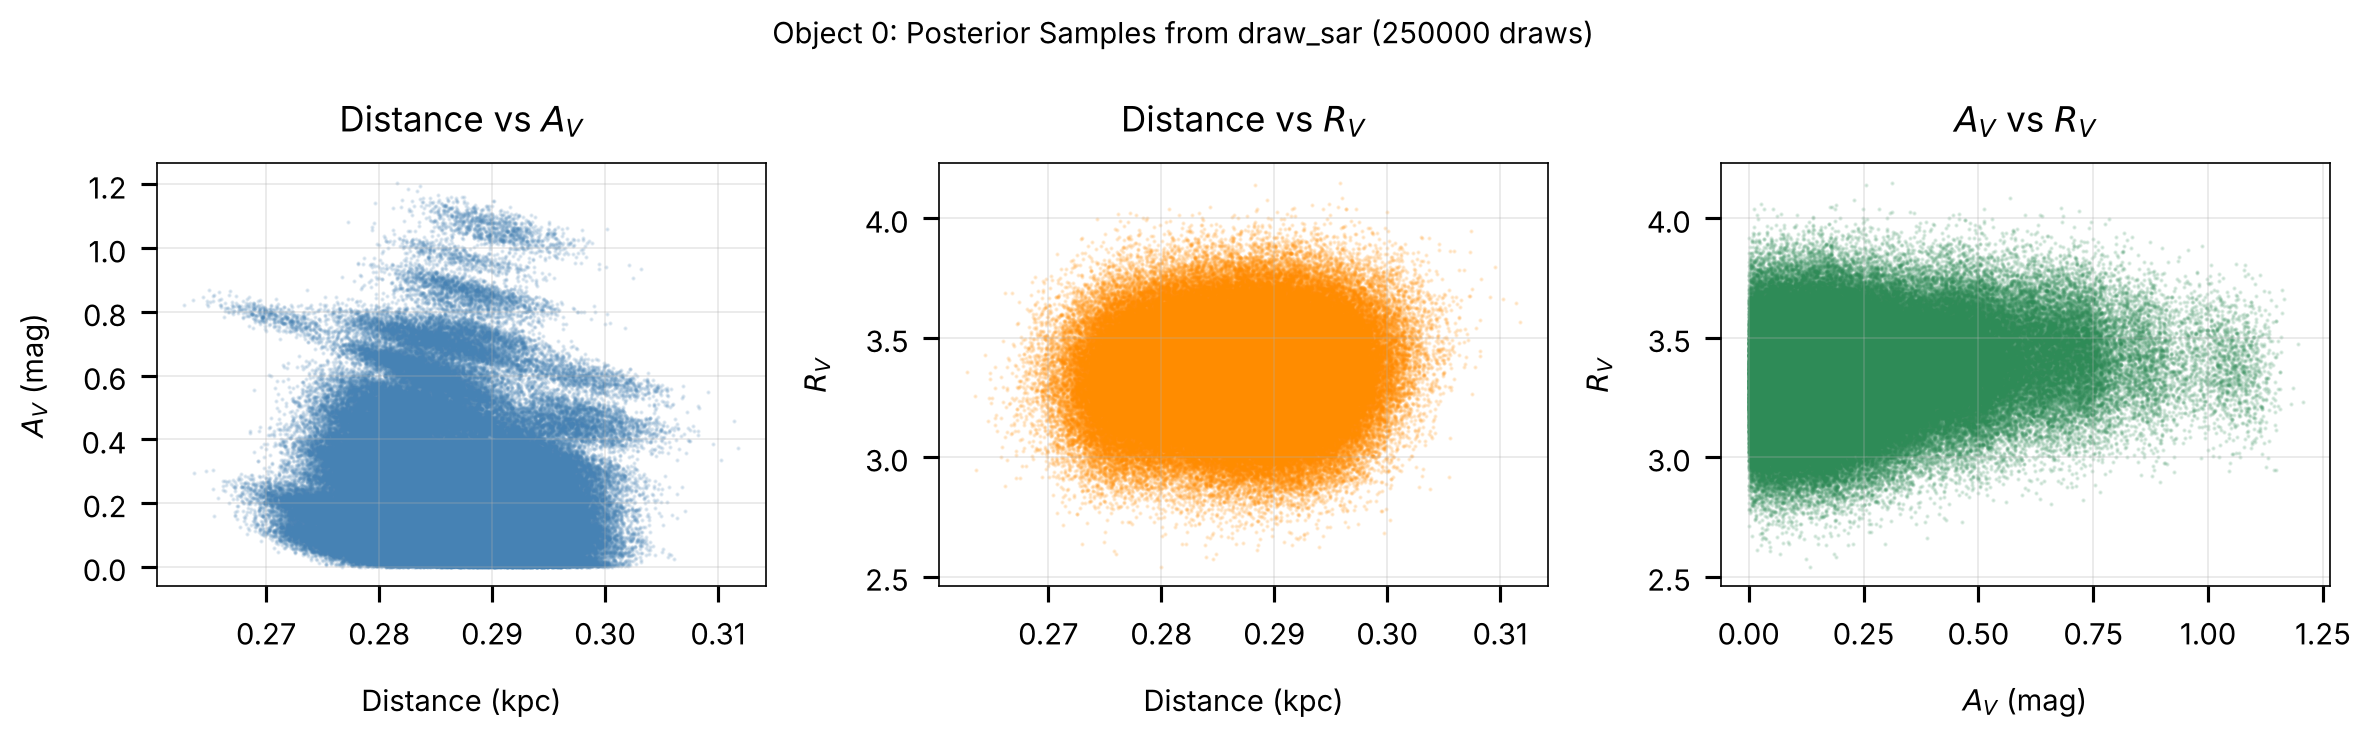 Object 0: Posterior Samples from draw_sar (250000 draws)
Distance vs A_V
1.2
1.0
0.8
0.6
0.4
0.2
0.0
A_V (mag)
0.27 0.28 0.29 0.30 0.31
Distance (kpc)
Distance vs R_V
4.0
3.5
3.0
2.5
R_V
0.27 0.28 0.29 0.30 0.31
Distance (kpc)
A_V vs R_V
4.0
3.5
3.0
2.5
R_V
0.00 0.25 0.50 0.75 1.00 1.25
A_V (mag)